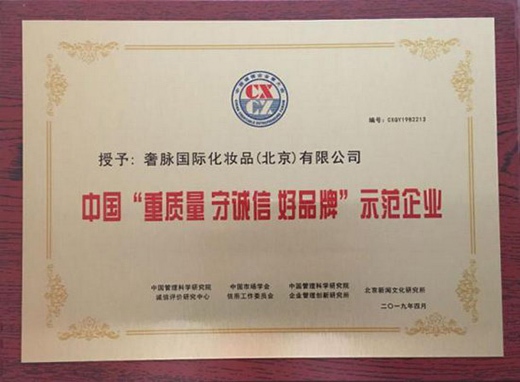 CX
CZ
编号: CXQY1982213
授予: 奢脉国际化妆品(北京)有限公司
中国“重质量 守诚信 好品牌”示范企业
中国管理科学研究院 中国市场学会 中国管理科学研究院 北京新闻文化研究所
诚信评价研究中心 信用工作委员会 企业管理创新研究所
二〇一九年四月